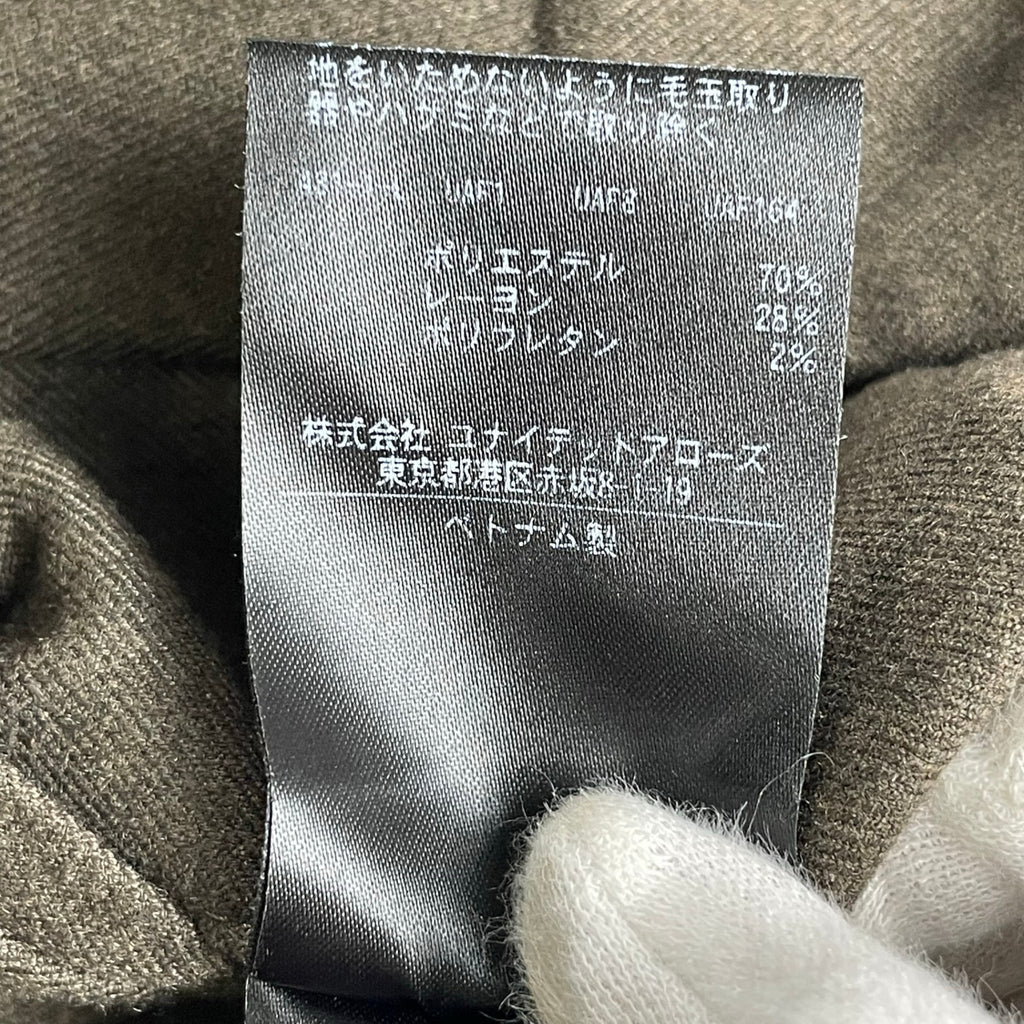 地をいためないように毛玉取り
器やハサミなどで取り除く
UAF1 UAF8 UAF164
ポリエステル 70%
レーヨン 28%
ポリウレタン 2%
株式会社 ユナイテッドアローズ
東京都港区赤坂8-1-19
ベトナム製